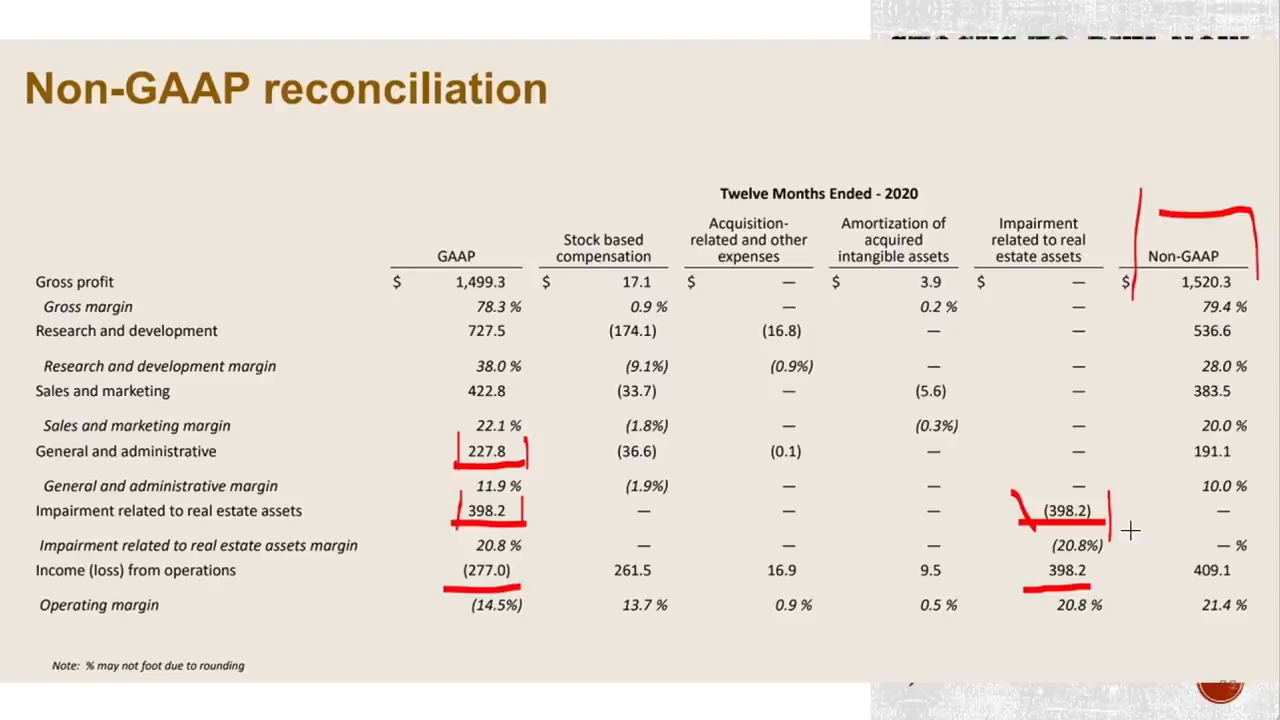 Non-GAAP reconciliation
Twelve Months Ended - 2020
GAAP Stock based compensation Acquisition-related and other expenses Amortization of acquired intangible assets Impairment related to real estate assets Non-GAAP
Gross profit $ 1,499.3 $ 17.1 $ — $ 3.9 $ — $ 1,520.3
Gross margin 78.3 % 0.9 % — 0.2 % — 79.4 %
Research and development 727.5 (174.1) (16.8) — — 536.6
Research and development margin 38.0 % (9.1%) (0.9%) — — 28.0 %
Sales and marketing 422.8 (33.7) — (5.6) — 383.5
Sales and marketing margin 22.1 % (1.8%) — (0.3%) — 20.0 %
General and administrative 227.8 (36.6) (0.1) — — 191.1
General and administrative margin 11.9 % (1.9%) — — — 10.0 %
Impairment related to real estate assets 398.2 — — — (398.2) —
Impairment related to real estate assets margin 20.8 % — — — (20.8%) — %
Income (loss) from operations (277.0) 261.5 16.9 9.5 398.2 409.1
Operating margin (14.5%) 13.7 % 0.9 % 0.5 % 20.8 % 21.4 %
Note: % may not foot due to rounding